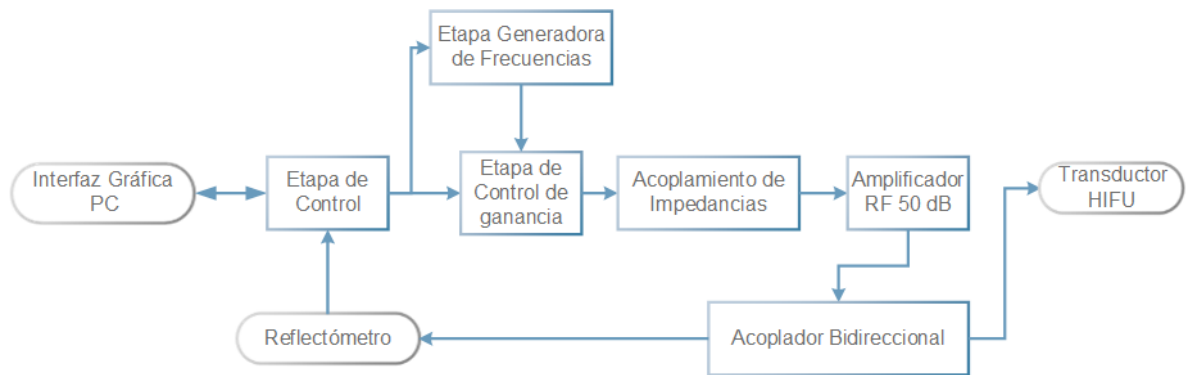 Etapa Generadora
de Frecuencias
Interfaz Gráfica
PC
Etapa de
Control
Etapa de
Control de
ganancia
Acoplamiento de
Impedancias
Amplificador
RF 50 dB
Transductor
HIFU
Reflectómetro
Acoplador Bidireccional